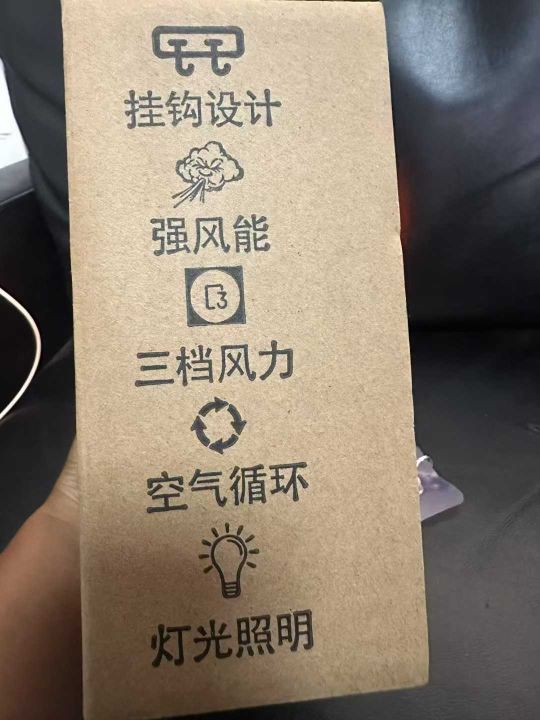 挂钩设计
强风能
3
三档风力
空气循环
灯光照明